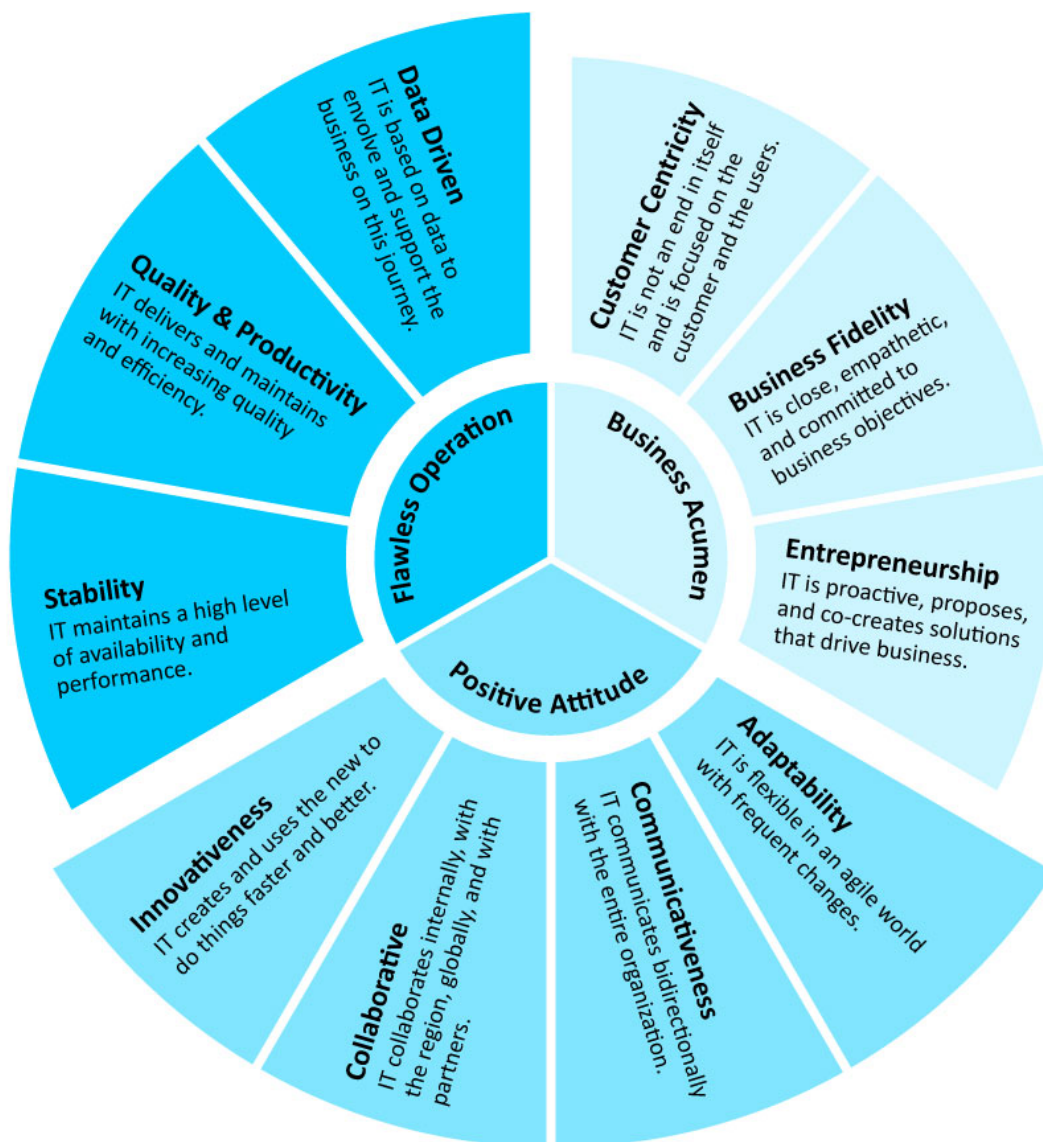 Flawless Operation
Business Acumen
Positive Attitude
Customer Centricity
IT is not an end in itself
and is focused on the
customer and the users.
Business Fidelity
IT is close, empathetic,
and committed to
business objectives.
Entrepreneurship
IT is proactive, proposes,
and co-creates solutions
that drive business.
Adaptability
IT is flexible in an agile world
with frequent changes.
Communicativeness
IT communicates bidirectionally
with the entire organization.
Collaborative
IT collaborates internally, with
the region, globally, and with
partners.
Innovativeness
IT creates and uses the new to
do things faster and better.
Stability
IT maintains a high level
of availability and
performance.
Quality & Productivity
IT delivers and maintains
with increasing quality
and efficiency.
Data Driven
IT is based on data to
envolve and support the
business on this journey.